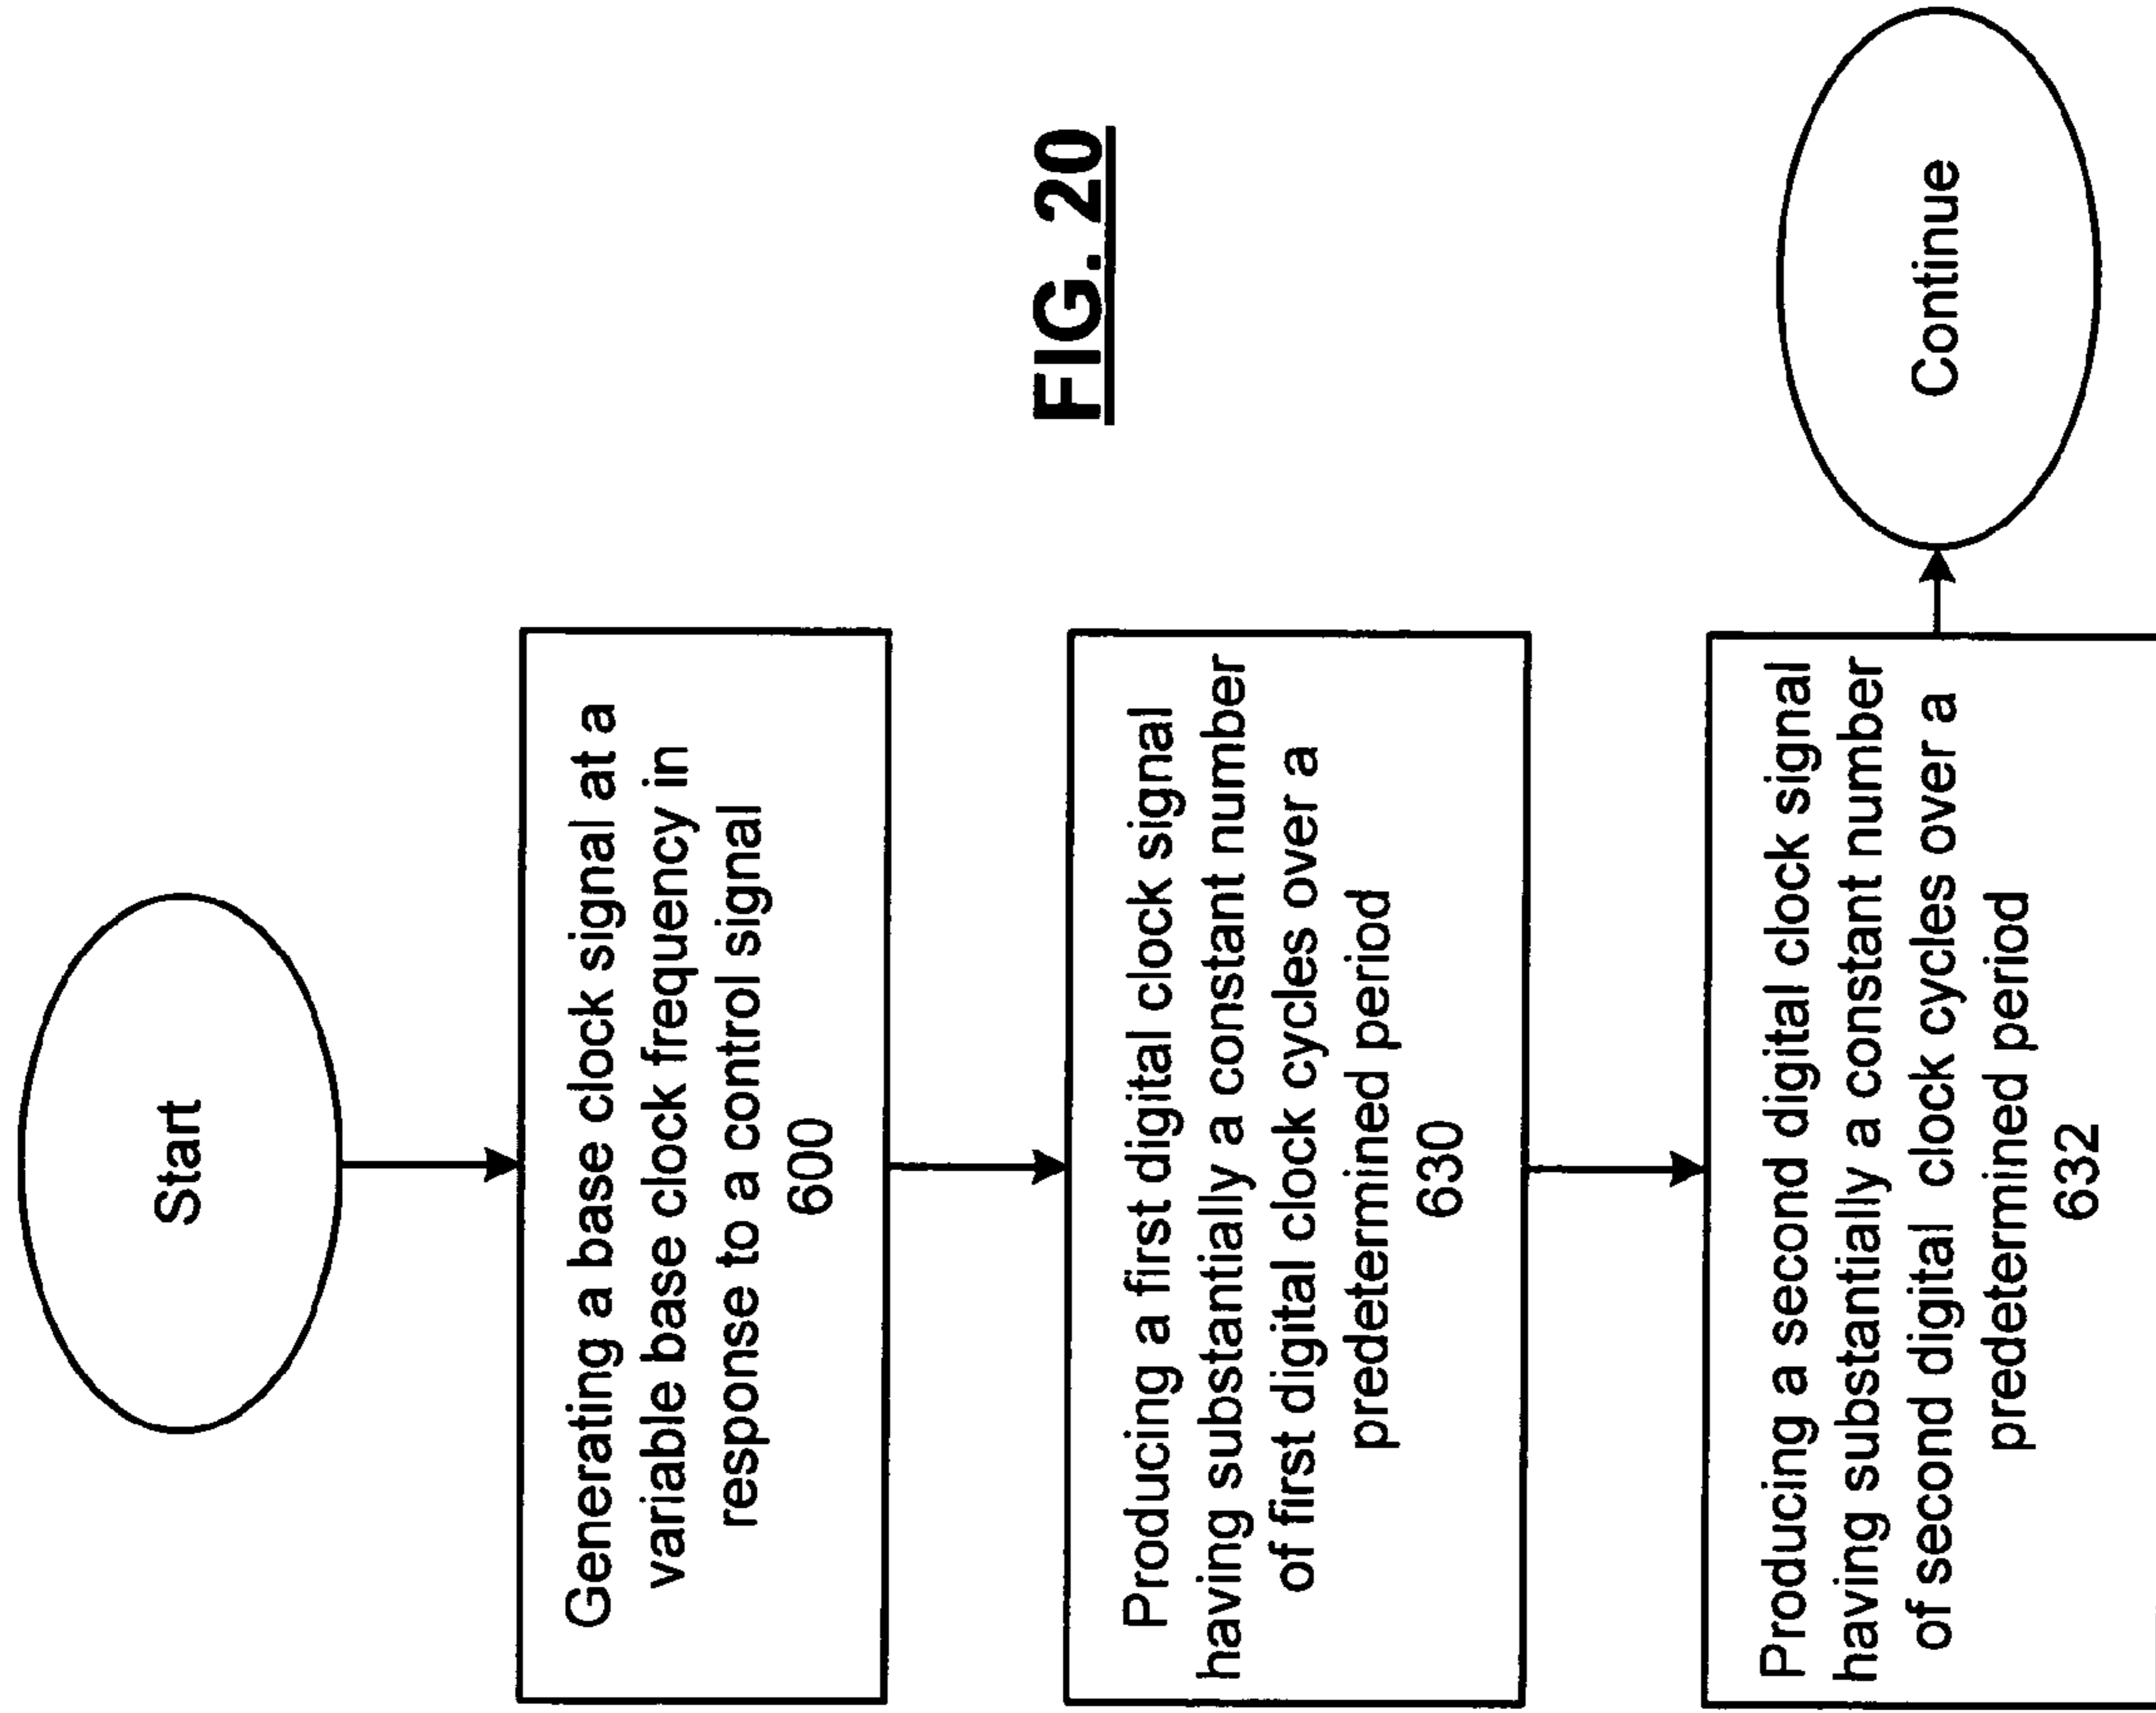 Start
Generating a base clock signal at a
variable base clock frequency in
response to a control signal
600
Producing a first digital clock signal
having substantially a constant number
of first digital clock cycles over a
predetermined period
630
Producing a second digital clock signal
having substantially a constant number
of second digital clock cycles over a
predetermined period
632
Continue
FIG. 20